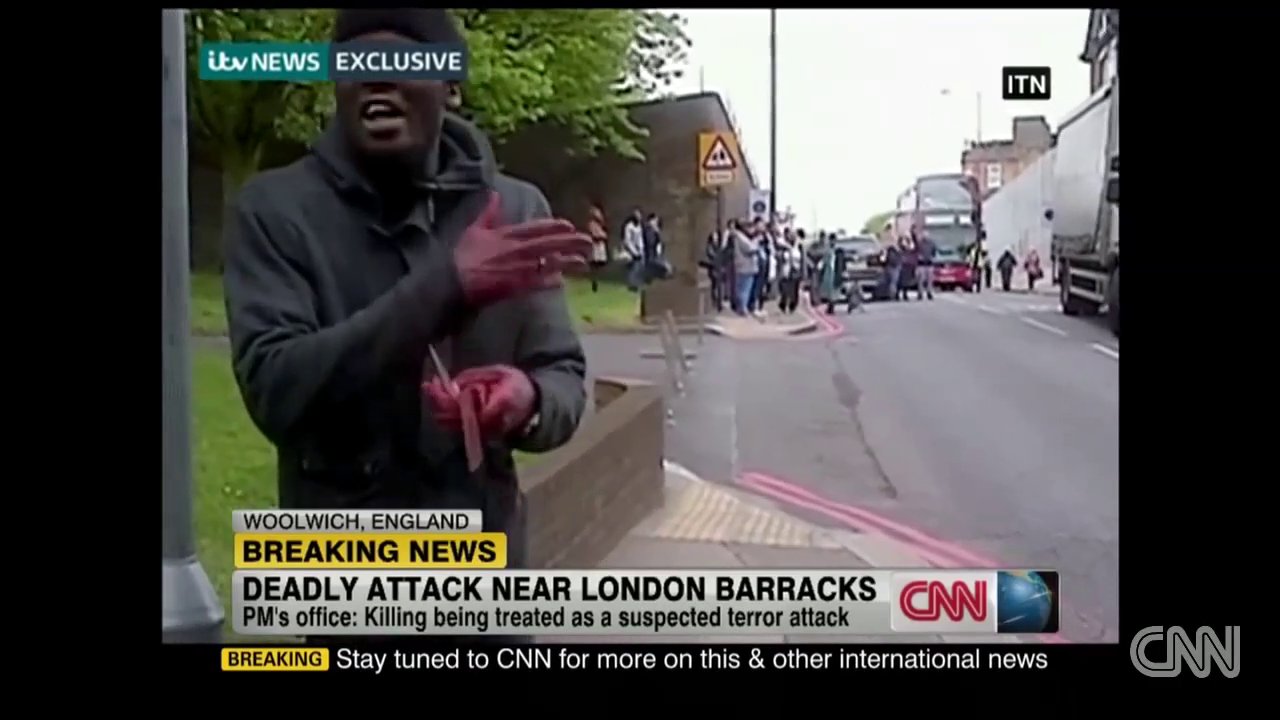 itv NEWS EXCLUSIVE
ITN
WOOLWICH, ENGLAND
BREAKING NEWS
DEADLY ATTACK NEAR LONDON BARRACKS
PM's office: Killing being treated as a suspected terror attack
CNN
BREAKING Stay tuned to CNN for more on this & other international news
CNN